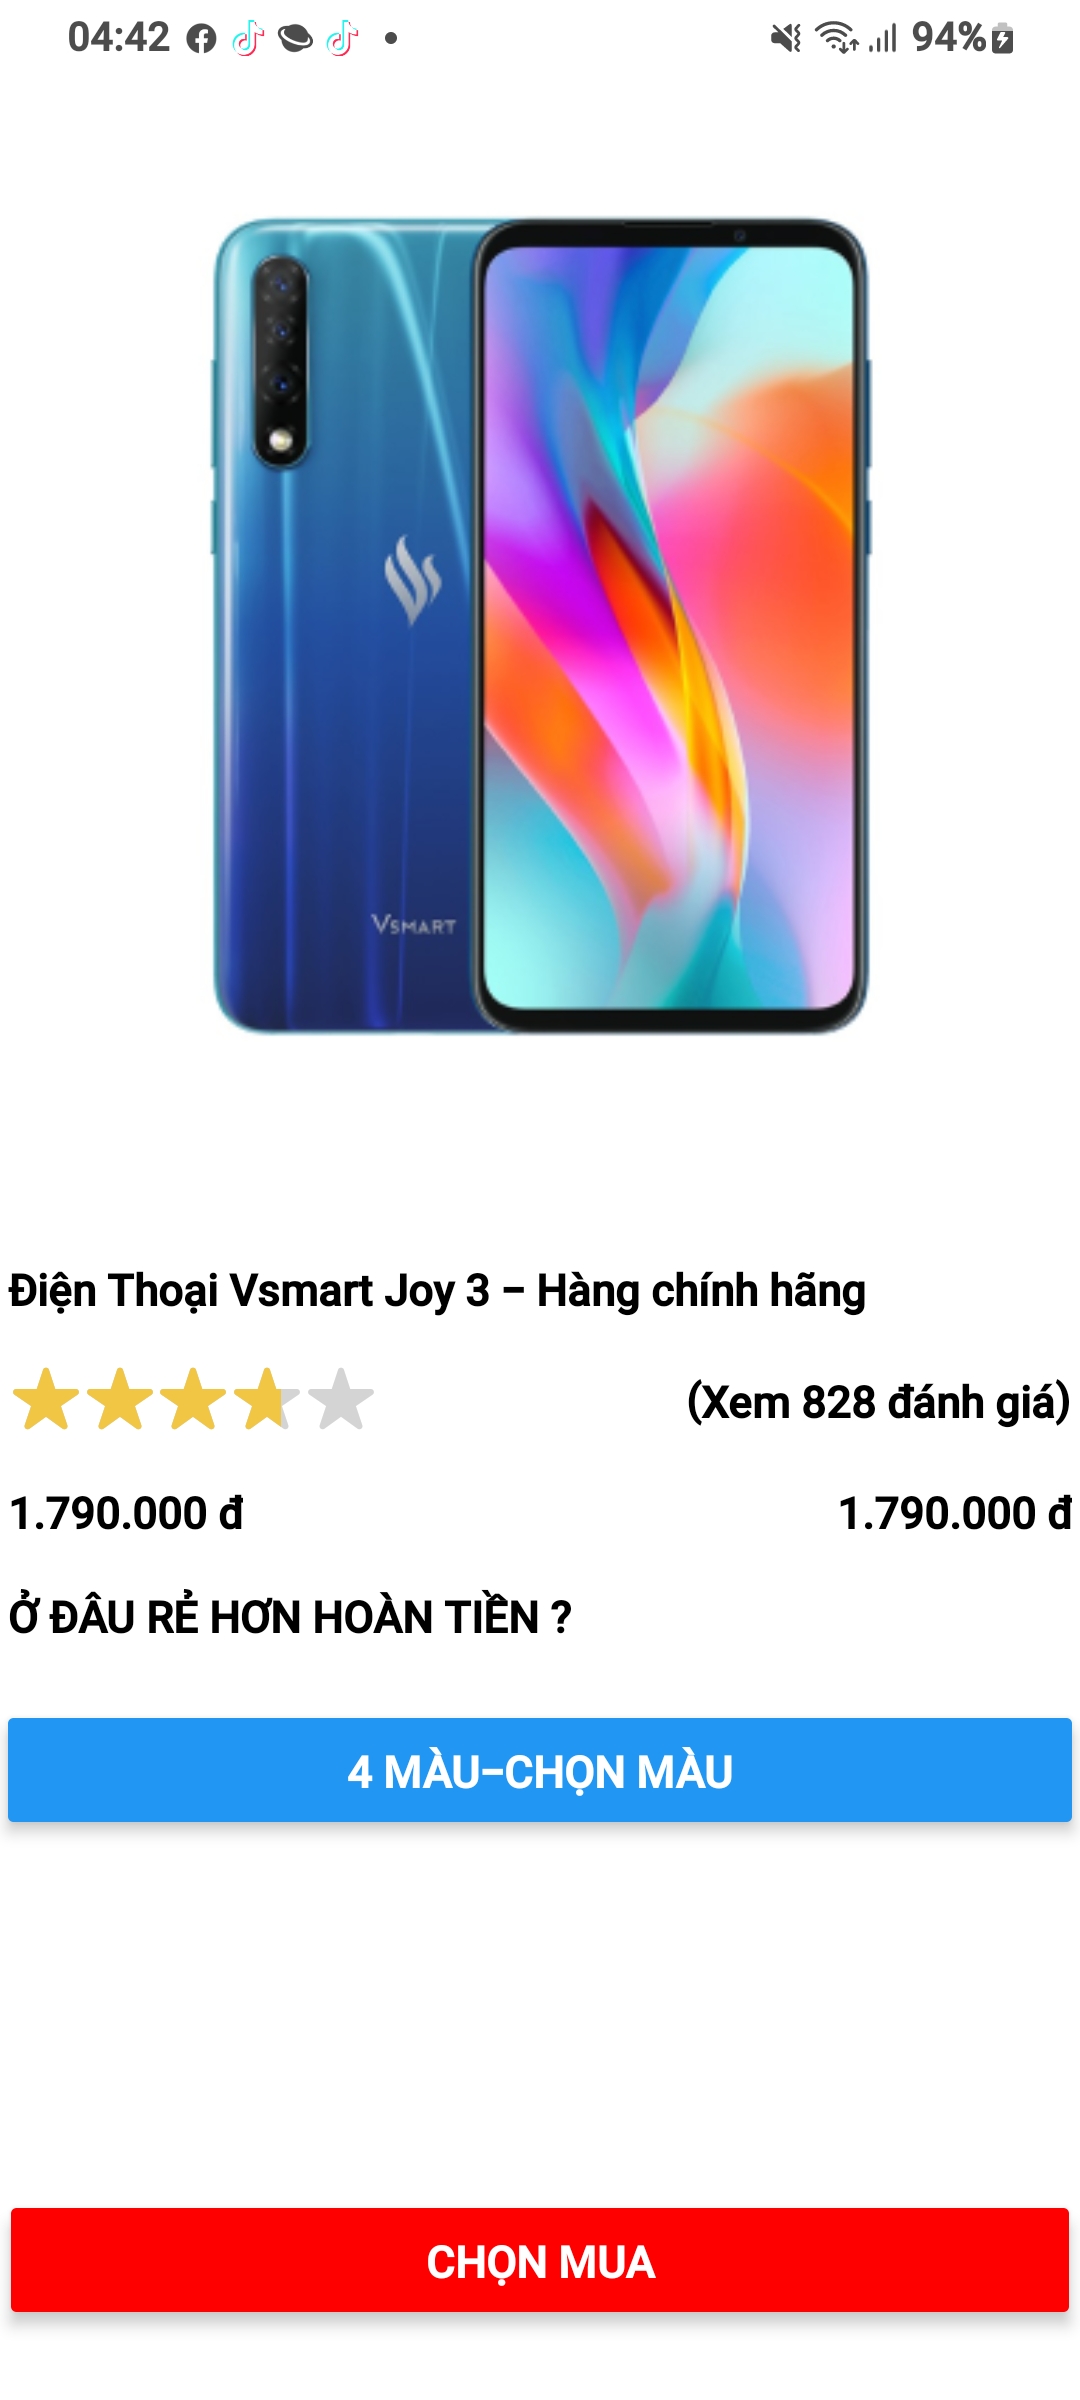 04:42
94%
VSMART
Điện Thoại Vsmart Joy 3 – Hàng chính hãng
(Xem 828 đánh giá)
1.790.000 đ
1.790.000 đ
Ở ĐÂU RẺ HƠN HOÀN TIỀN ?
4 MÀU–CHỌN MÀU
CHỌN MUA